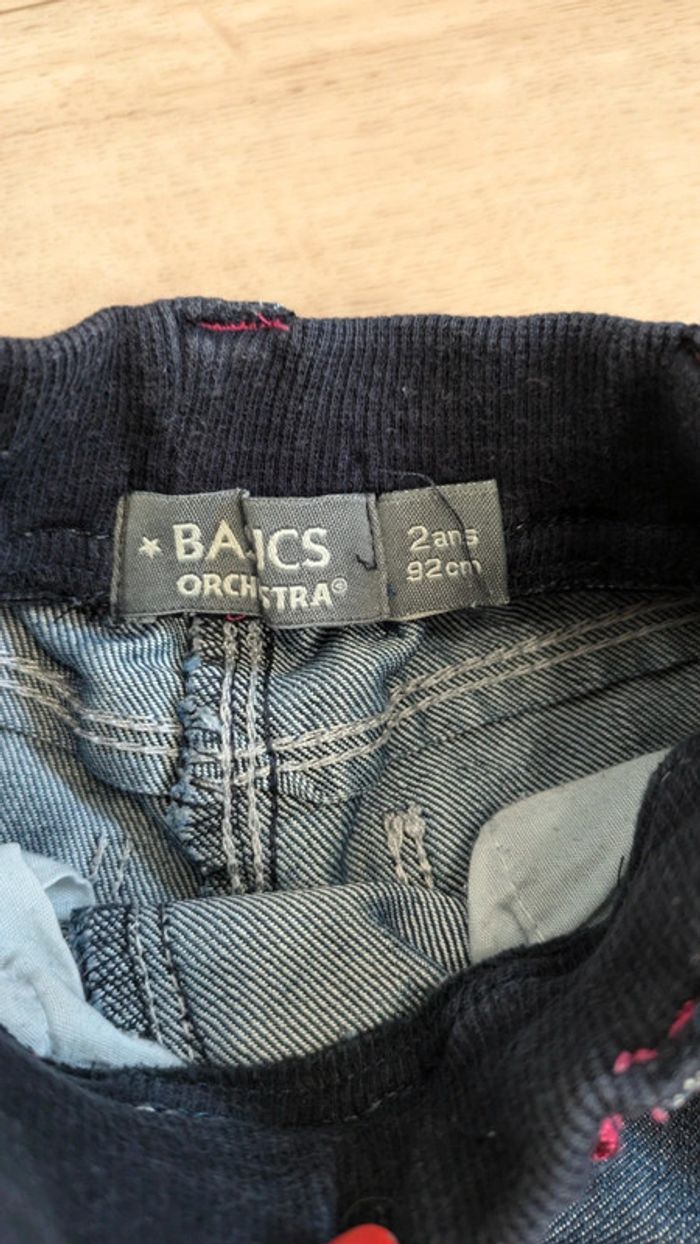 BASICS
ORCHESTRA®
2ans
92cm